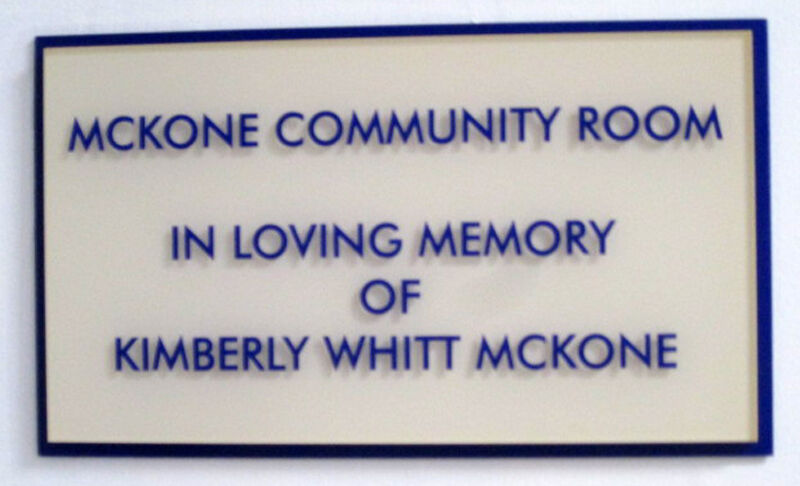 MCKONE COMMUNITY ROOM
IN LOVING MEMORY
OF
KIMBERLY WHITT MCKONE